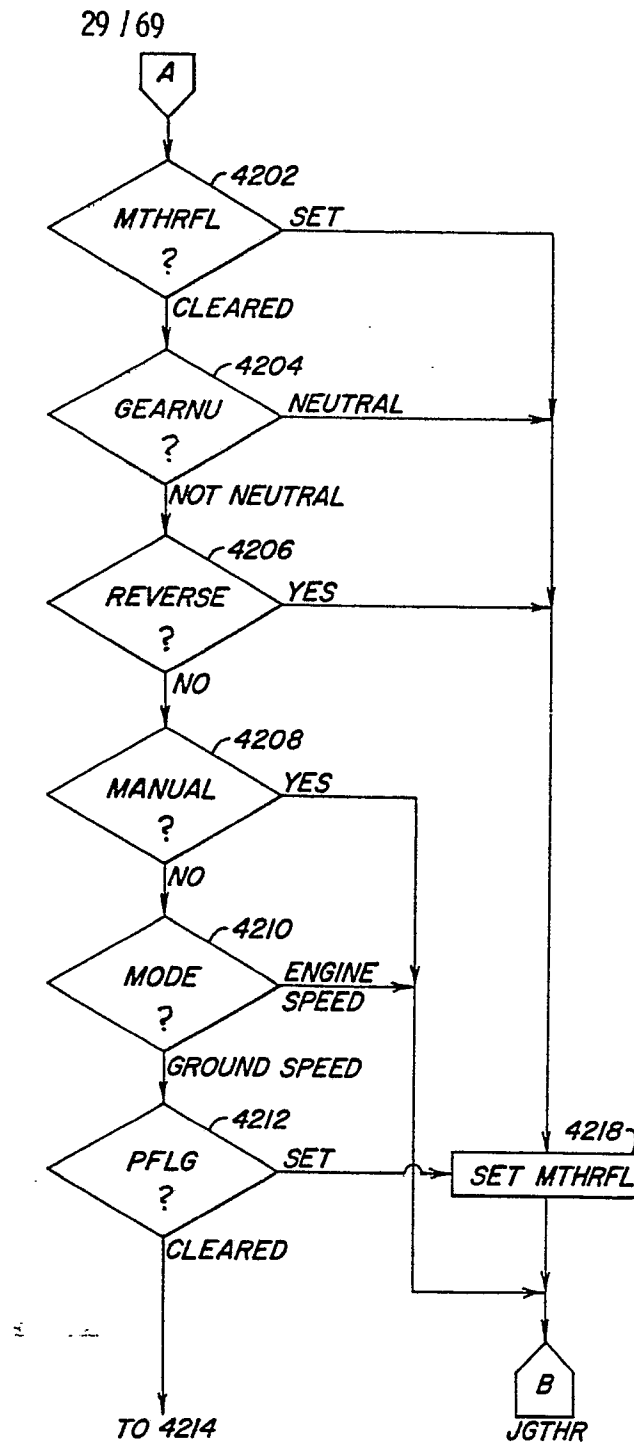 29 / 69
A
4202
MTHRFL
?
SET
CLEARED
4204
GEARNU
?
NEUTRAL
NOT NEUTRAL
4206
REVERSE
?
YES
NO
4208
MANUAL
?
YES
NO
4210
MODE
?
ENGINE
SPEED
GROUND SPEED
4212
PFLG
?
SET
CLEARED
4218
SET MTHRFL
TO 4214
B
JGTHR